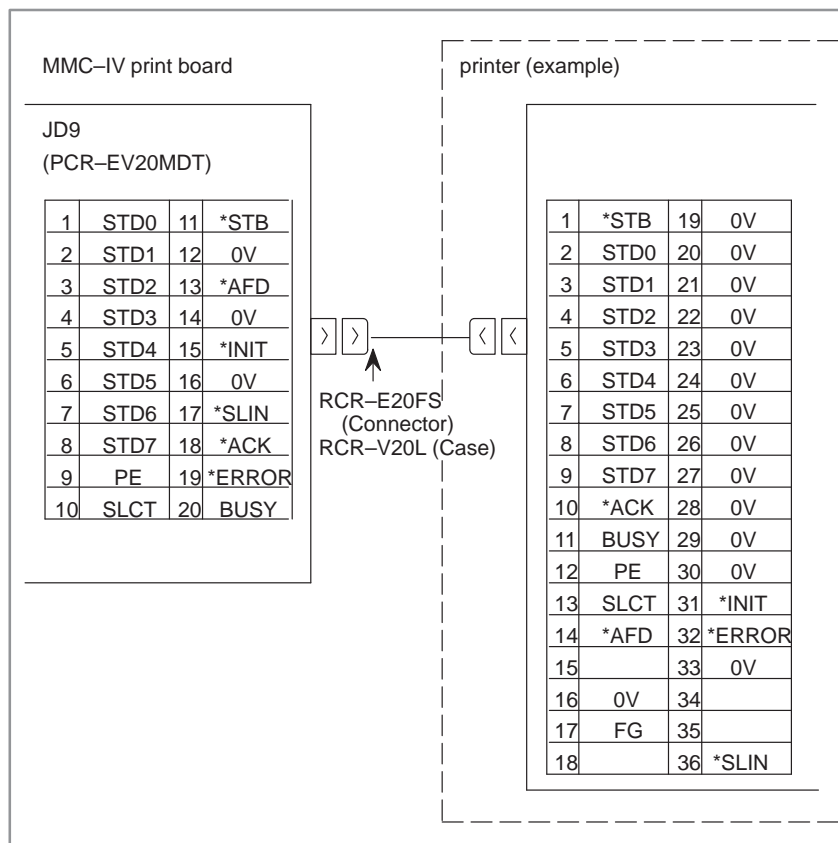 MMC–IV print board
printer (example)
JD9
(PCR–EV20MDT)
1 STD0 11 *STB
2 STD1 12 0V
3 STD2 13 *AFD
4 STD3 14 0V
5 STD4 15 *INIT
6 STD5 16 0V
7 STD6 17 *SLIN
8 STD7 18 *ACK
9 PE 19 *ERROR
10 SLCT 20 BUSY
RCR–E20FS
(Connector)
RCR–V20L (Case)
1 *STB 19 0V
2 STD0 20 0V
3 STD1 21 0V
4 STD2 22 0V
5 STD3 23 0V
6 STD4 24 0V
7 STD5 25 0V
8 STD6 26 0V
9 STD7 27 0V
10 *ACK 28 0V
11 BUSY 29 0V
12 PE 30 0V
13 SLCT 31 *INIT
14 *AFD 32 *ERROR
15 33 0V
16 0V 34
17 FG 35
18 36 *SLIN